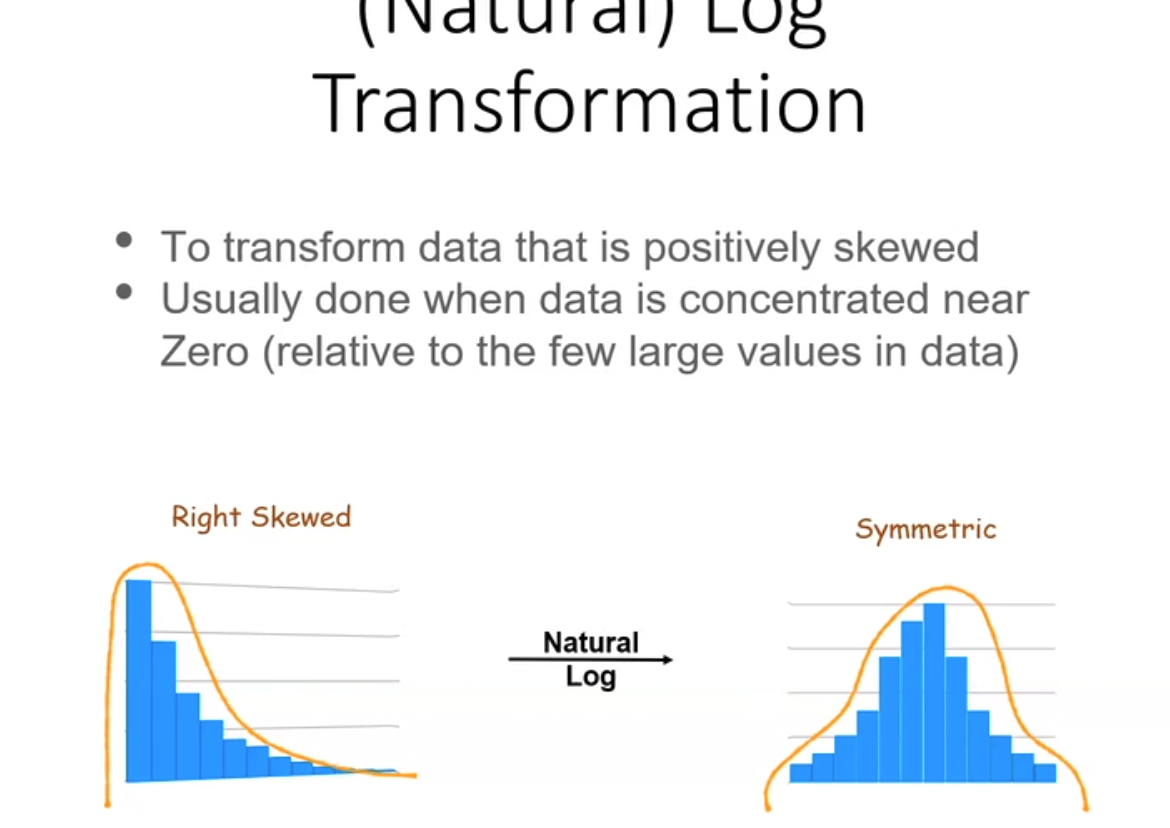 (Natural) Log
Transformation
• To transform data that is positively skewed
• Usually done when data is concentrated near
Zero (relative to the few large values in data)
Right Skewed
Symmetric
Natural
Log